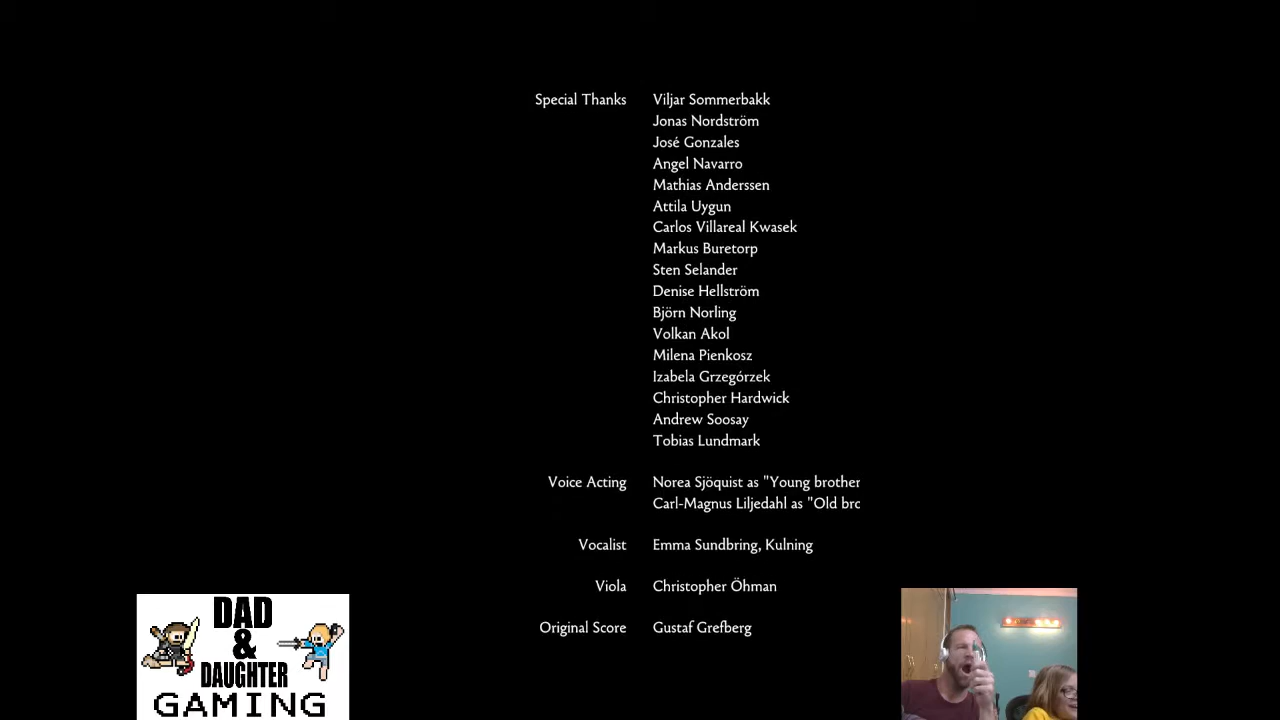 Special Thanks Viljar Sommerbakk
Jonas Nordström
José Gonzales
Angel Navarro
Mathias Anderssen
Attila Uygun
Carlos Villareal Kwasek
Markus Buretorp
Sten Selander
Denise Hellström
Björn Norling
Volkan Akol
Milena Pienkosz
Izabela Grzegórzek
Christopher Hardwick
Andrew Soosay
Tobias Lundmark
Voice Acting Norea Sjöquist as "Young brother
Carl-Magnus Liljedahl as "Old bro
Vocalist Emma Sundbring, Kulning
Viola Christopher Öhman
Original Score Gustaf Grefberg
DAD
&
DAUGHTER
GAMING